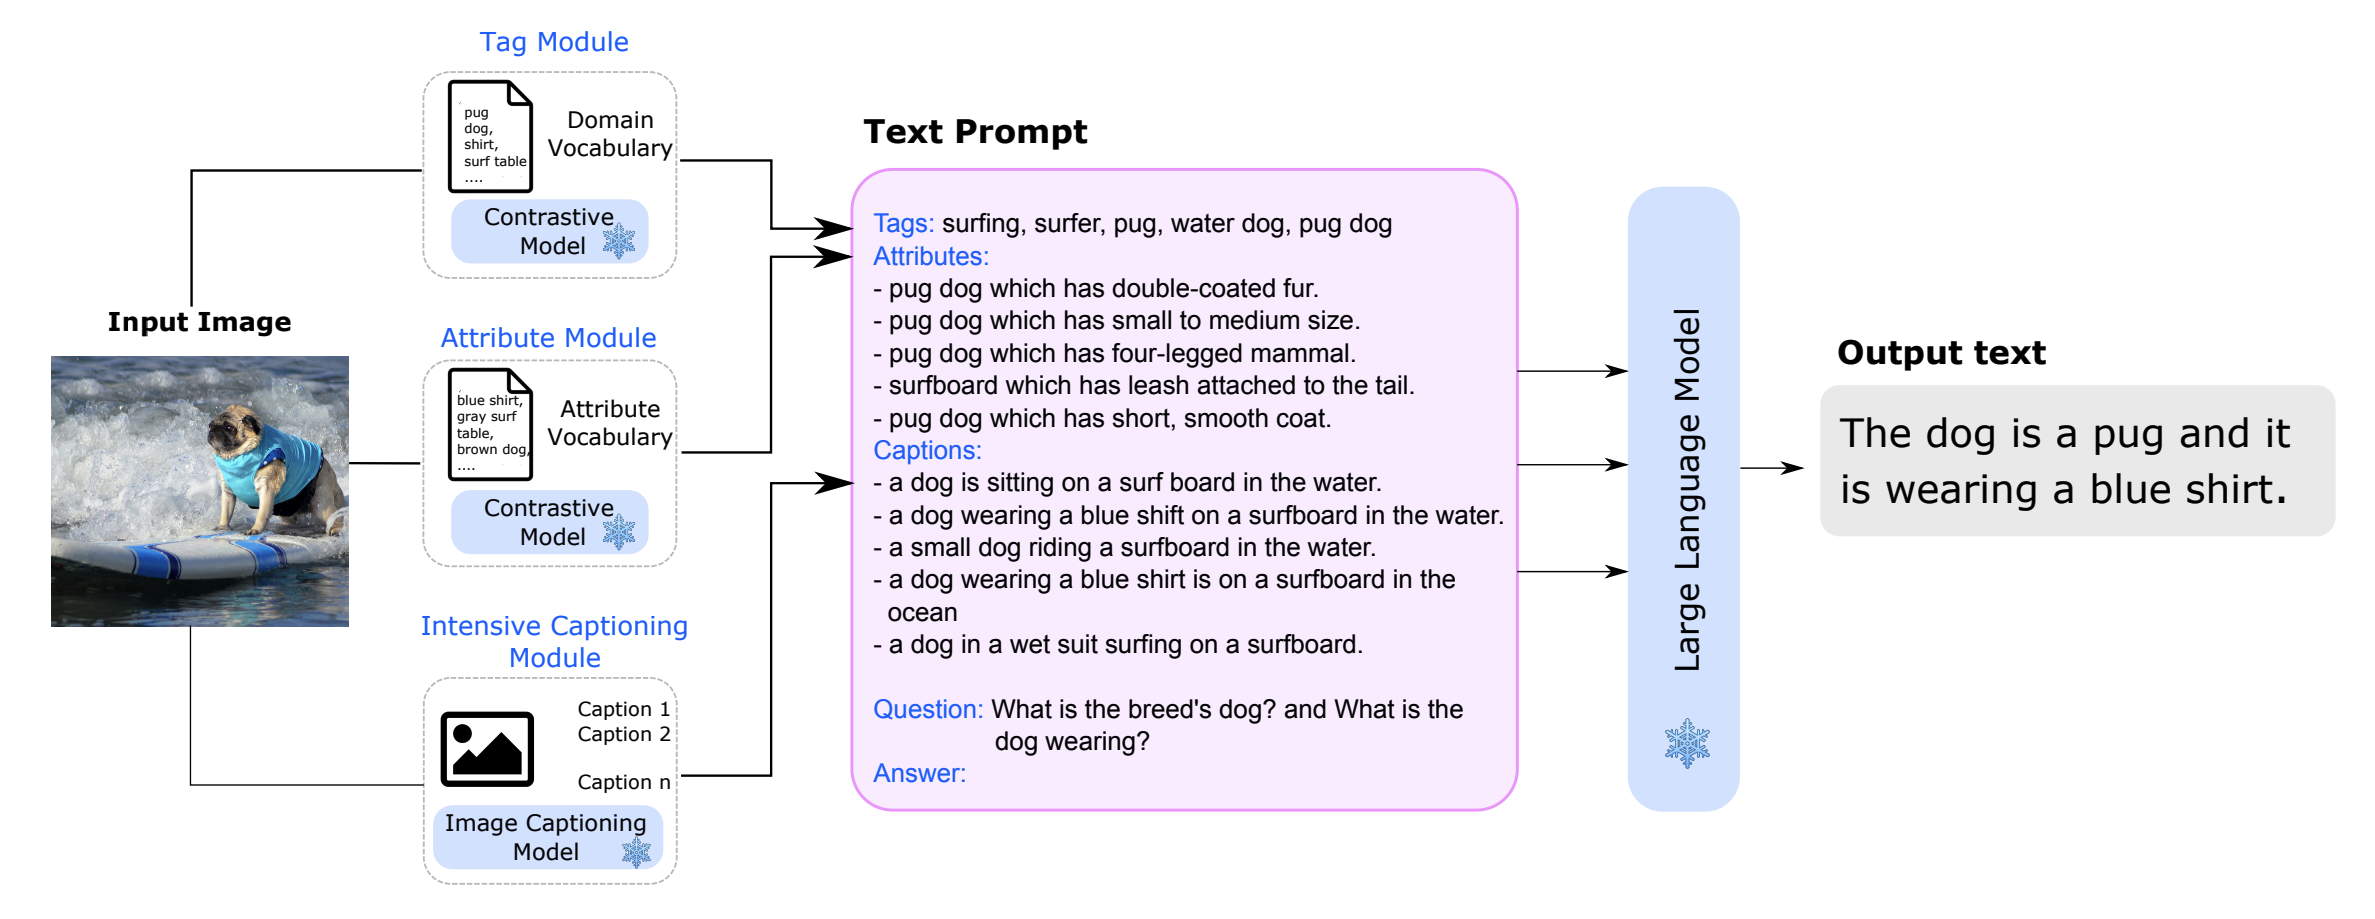 Tag Module
pug
dog,
shirt,
surf table
....
Domain
Vocabulary
Contrastive
Model
Input Image
Attribute Module
blue shirt,
gray surf
table,
brown dog,
....
Attribute
Vocabulary
Contrastive
Model
Intensive Captioning
Module
Caption 1
Caption 2
Caption n
Image Captioning
Model
Text Prompt
Tags: surfing, surfer, pug, water dog, pug dog
Attributes:
- pug dog which has double-coated fur.
- pug dog which has small to medium size.
- pug dog which has four-legged mammal.
- surfboard which has leash attached to the tail.
- pug dog which has short, smooth coat.
Captions:
- a dog is sitting on a surf board in the water.
- a dog wearing a blue shift on a surfboard in the water.
- a small dog riding a surfboard in the water.
- a dog wearing a blue shirt is on a surfboard in the
ocean
- a dog in a wet suit surfing on a surfboard.
Question: What is the breed's dog? and What is the
dog wearing?
Answer:
Large Language Model
Output text
The dog is a pug and it
is wearing a blue shirt.